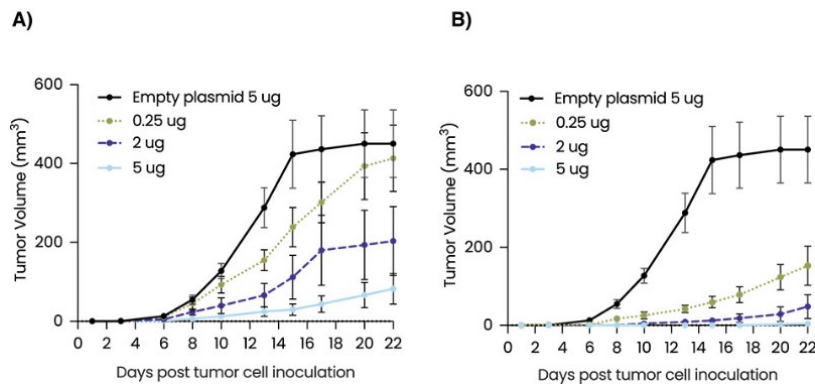 A)
600
400
200
0
Tumor Volume (mm³)
Empty plasmid 5 ug
0.25 ug
2 ug
5 ug
0 2 4 6 8 10 12 14 16 18 20 22
Days post tumor cell inoculation
B)
600
400
200
0
Tumor Volume (mm³)
Empty plasmid 5 ug
0.25 ug
2 ug
5 ug
0 1 3 4 6 8 10 13 14 16 18 20 22
Days post tumor cell inoculation